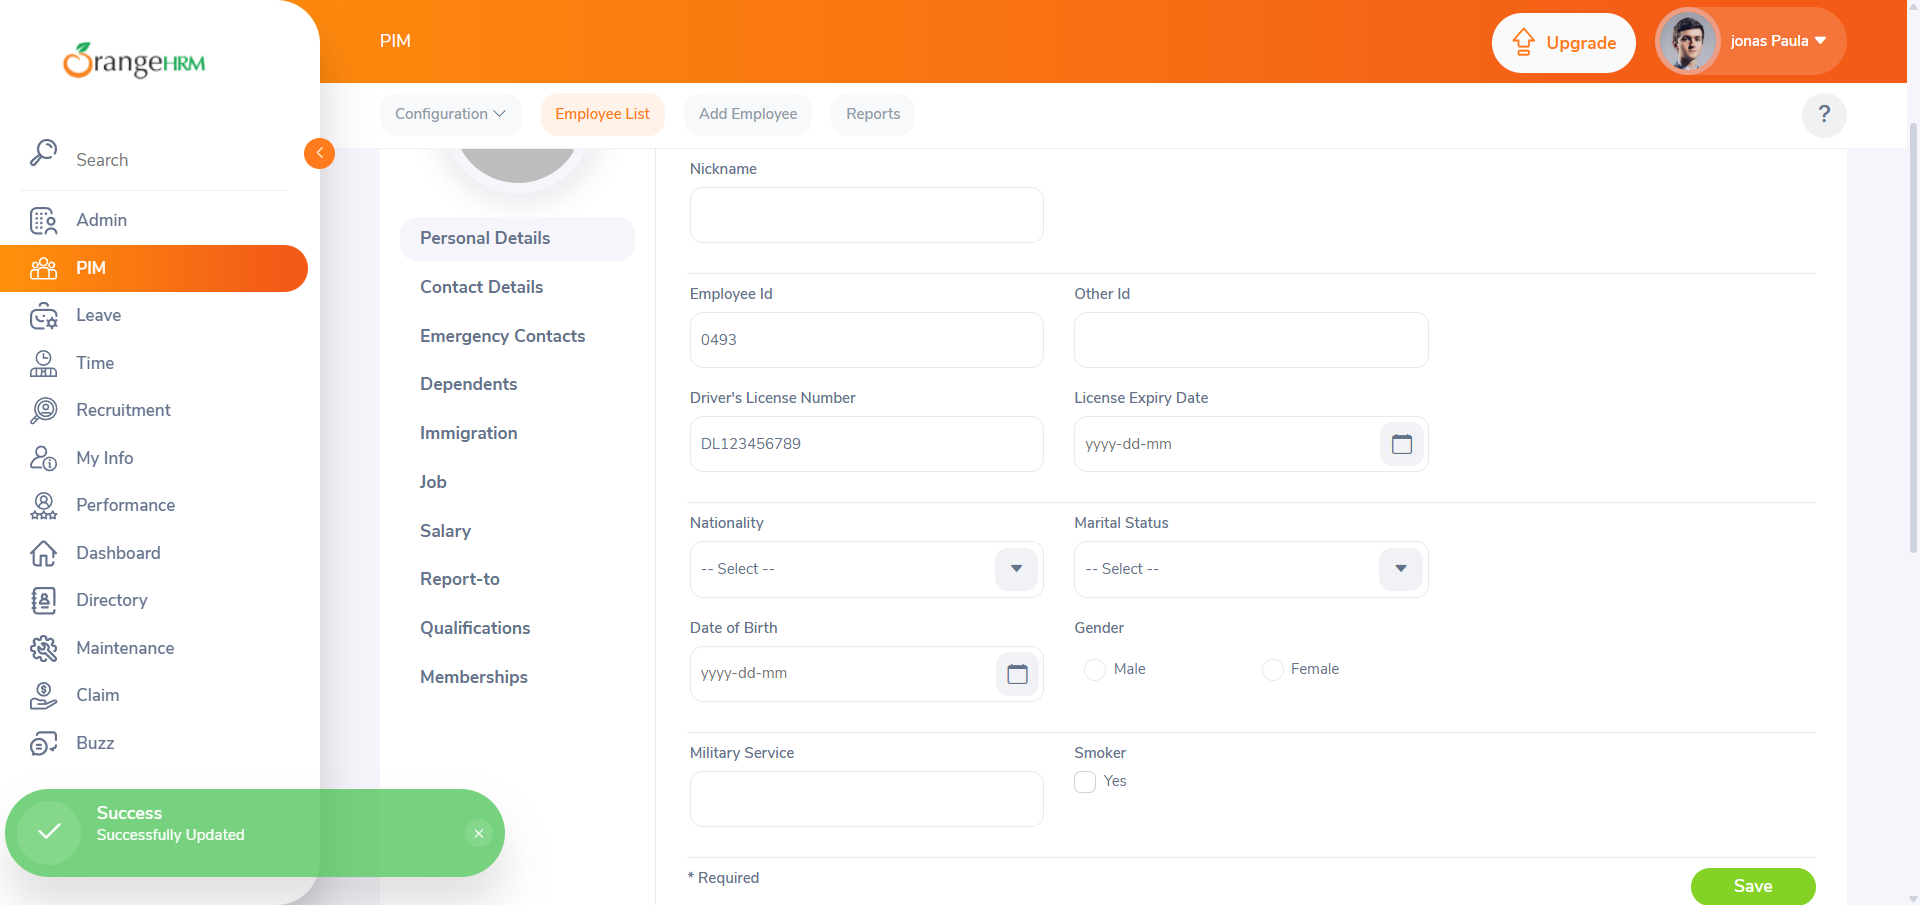 OrangeHRM
PIM
Upgrade
jonas Paula
Configuration
Employee List
Add Employee
Reports
?
Search
Admin
PIM
Leave
Time
Recruitment
My Info
Performance
Dashboard
Directory
Maintenance
Claim
Buzz
Personal Details
Contact Details
Emergency Contacts
Dependents
Immigration
Job
Salary
Report-to
Qualifications
Memberships
Nickname
Employee Id
Other Id
0493
Driver's License Number
License Expiry Date
DL123456789
yyyy-dd-mm
Nationality
Marital Status
-- Select --
-- Select --
Date of Birth
Gender
yyyy-dd-mm
Male
Female
Military Service
Smoker
Yes
* Required
Save
Success
Successfully Updated